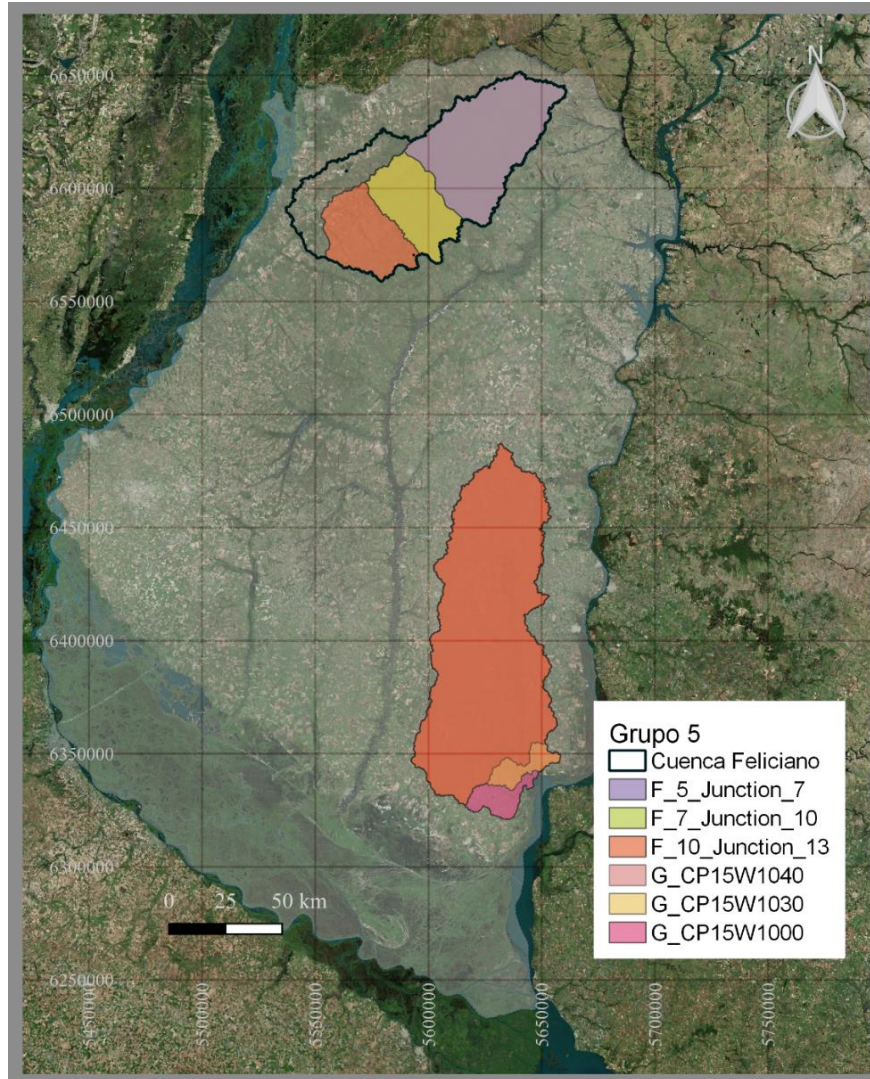 N
6650000
6600000
6550000
6500000
6450000
6400000
6350000
6300000
6250000
Grupo 5
Cuenca Feliciano
F_5_Junction_7
F_7_Junction_10
F_10_Junction_13
G_CP15W1040
G_CP15W1030
G_CP15W1000
0 25 50 km
5450000
5500000
5550000
5600000
5650000
5700000
5750000